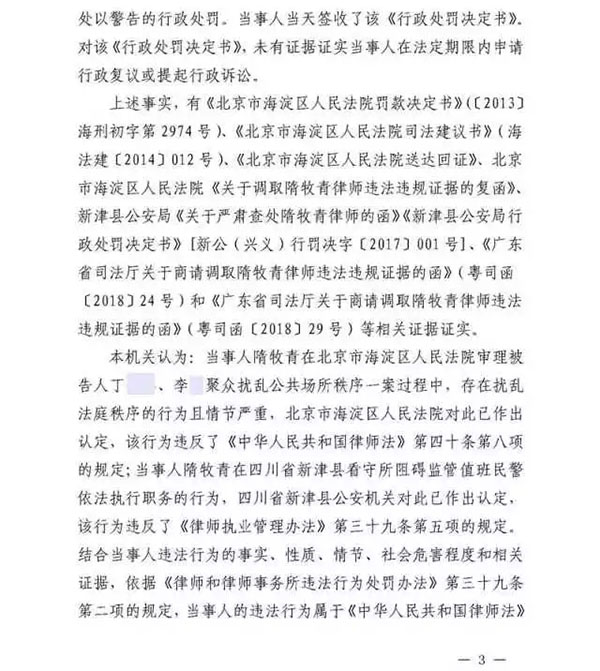 处以警告的行政处罚。当事人当天签收了该《行政处罚决定书》。
对该《行政处罚决定书》，未有证据证实当事人在法定期限内申请
行政复议或提起行政诉讼。
上述事实，有《北京市海淀区人民法院罚款决定书》(〔2013〕
海刑初字第 2974 号)、《北京市海淀区人民法院司法建议书》(海
法建〔2014〕012 号)、《北京市海淀区人民法院送达回证》、北京
市海淀区人民法院《关于调取隋牧青律师违法违规证据的复函》、
新津县公安局《关于严肃查处隋牧青律师的函》《新津县公安局行
政处罚决定书》[新公（兴义）行罚决字〔2017〕001 号]、《广东
省司法厅关于商请调取隋牧青律师违法违规证据的函》(粤司函
〔2018〕24 号) 和《广东省司法厅关于商请调取隋牧青律师违法
违规证据的函》(粤司函〔2018〕29 号) 等相关证据证实。
本机关认为：当事人隋牧青在北京市海淀区人民法院审理被
告人丁 、李 聚众扰乱公共场所秩序一案过程中，存在扰乱
法庭秩序的行为且情节严重，北京市海淀区人民法院对此已作出
认定，该行为违反了《中华人民共和国律师法》第四十条第八项
的规定；当事人隋牧青在四川省新津县看守所阻碍监管值班民警
依法执行职务的行为，四川省新津县公安机关对此已作出认定，
该行为违反了《律师执业管理办法》第三十九条第五项的规定。
结合当事人违法行为的事实、性质、情节、社会危害程度和相关
证据，依据《律师和律师事务所违法行为处罚办法》第三十九条
第二项的规定，当事人的违法行为属于《中华人民共和国律师法》
— 3 —